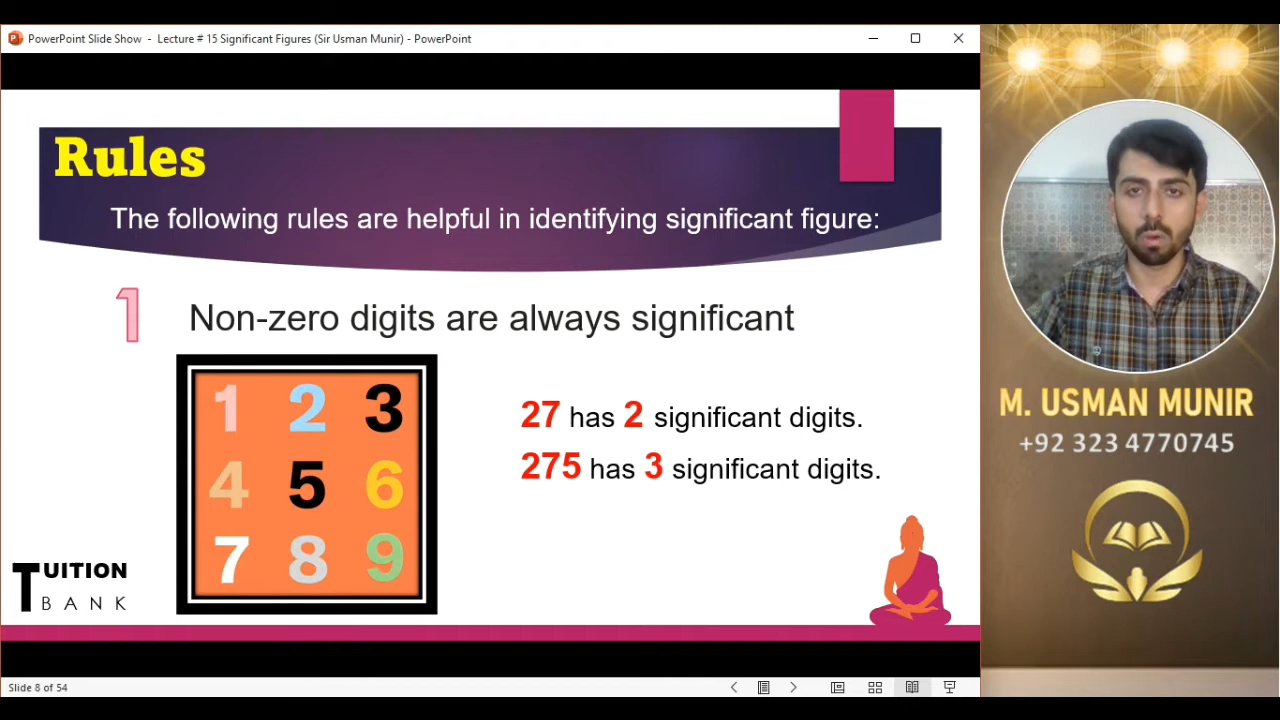 PowerPoint Slide Show - Lecture # 15 Significant Figures (Sir Usman Munir) - PowerPoint
Rules
The following rules are helpful in identifying significant figure:
1 Non-zero digits are always significant
1 2 3
4 5 6
7 8 9
27 has 2 significant digits.
275 has 3 significant digits.
TUITION
BANK
M. USMAN MUNIR
+92 323 4770745
Slide 8 of 54